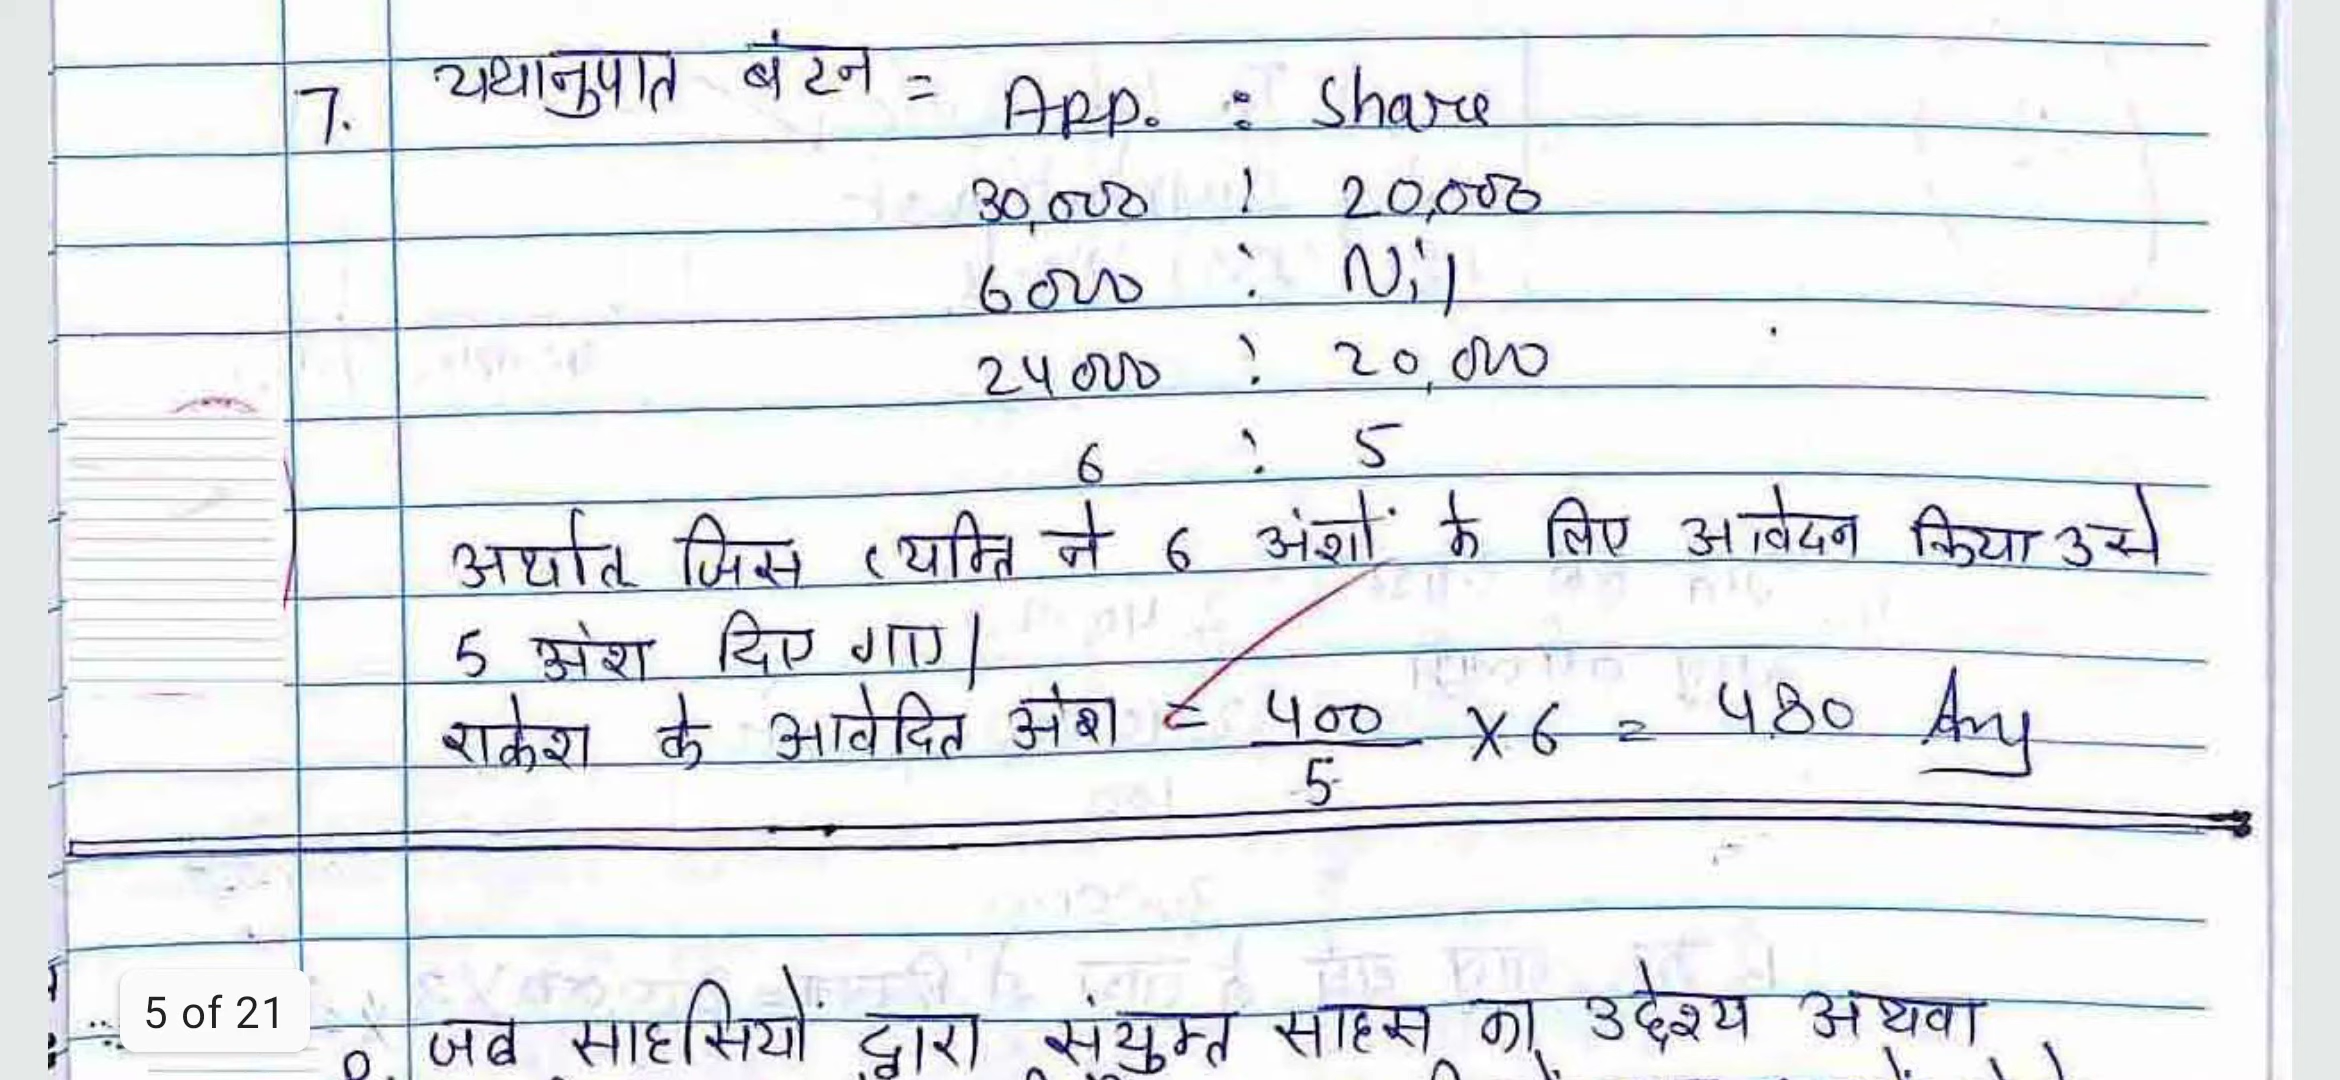 7. यथानुपात बंटन = App. : Share
30,000 : 20,000
6000 : Nil
24000 : 20,000
6 : 5
अर्थात जिस व्यक्ति ने 6 अंशों के लिए आवेदन किया उसे
5 अंश दिए गए।
राकेश के आवेदित अंश = 400/5 X 6 = 480 Ans
5 of 21
जब साहसियों द्वारा संयुक्त साहस का उद्देश्य अथवा